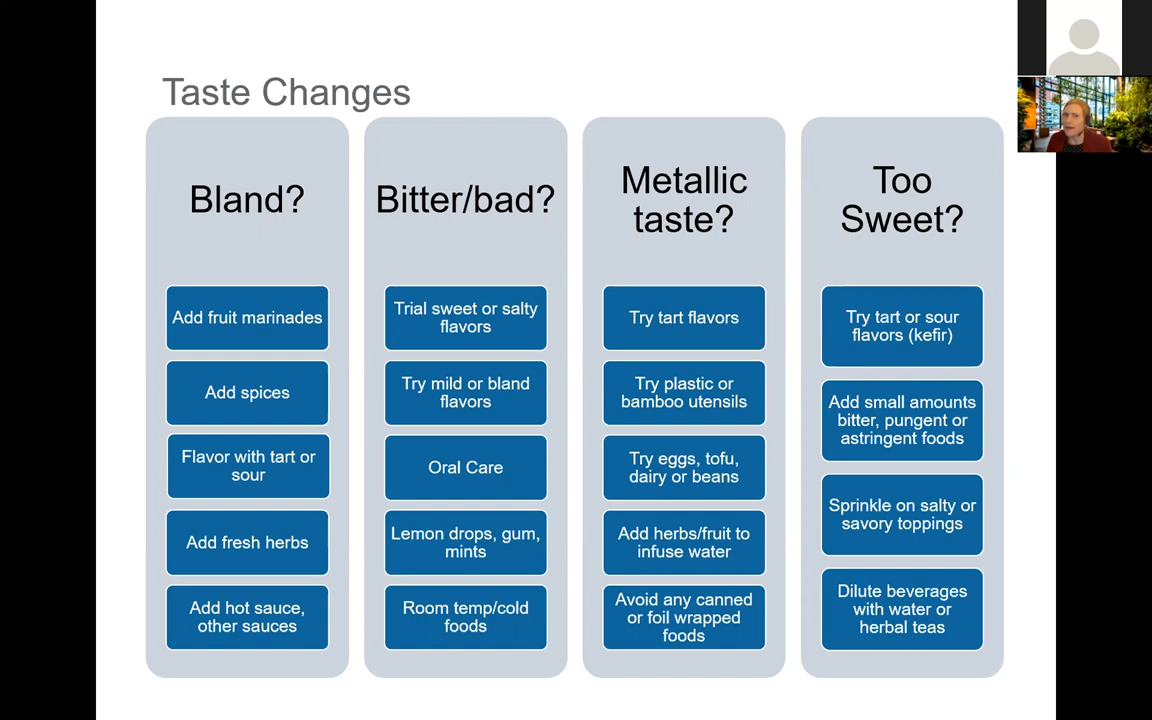 Taste Changes
Bland?
Add fruit marinades
Add spices
Flavor with tart or
sour
Add fresh herbs
Add hot sauce,
other sauces
Bitter/bad?
Trial sweet or salty
flavors
Try mild or bland
flavors
Oral Care
Lemon drops, gum,
mints
Room temp/cold
foods
Metallic
taste?
Try tart flavors
Try plastic or
bamboo utensils
Try eggs, tofu,
dairy or beans
Add herbs/fruit to
infuse water
Avoid any canned
or foil wrapped
foods
Too
Sweet?
Try tart or sour
flavors (kefir)
Add small amounts
bitter, pungent or
astringent foods
Sprinkle on salty or
savory toppings
Dilute beverages
with water or
herbal teas